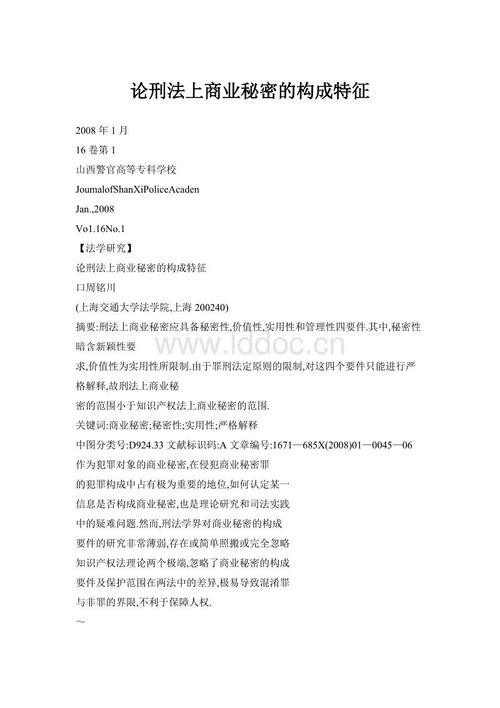 论刑法上商业秘密的构成特征
2008 年 1 月
16 卷第 1
山西警官高等专科学校
JoumalofShanXiPoliceAcaden
Jan.,2008
Vo1.16No.1
【法学研究】
论刑法上商业秘密的构成特征
口周铭川
(上海交通大学法学院,上海 200240)
摘要:刑法上商业秘密应具备秘密性,价值性,实用性和管理性四要件.其中,秘密性
暗含新颖性要
www.lddoc.cn
求,价值性为实用性所限制.由于罪刑法定原则的限制,对这四个要件只能进行严
格解释,故刑法上商业秘
密的范围小于知识产权法上商业秘密的范围.
关键词:商业秘密;秘密性;实用性;严格解释
中图分类号:D924.33 文献标识码:A 文章编号:1671—685X(2008)01—0045—06
作为犯罪对象的商业秘密,在侵犯商业秘密罪
的犯罪构成中占有极为重要的地位,如何认定某一
信息是否构成商业秘密,也是理论研究和司法实践
中的疑难问题.然而,刑法学界对商业秘密的构成
要件的研究非常薄弱,存在或简单照搬或完全忽略
知识产权法理论两个极端,忽略了商业秘密的构成
要件及保护范围在两法中的差异,极易导致混淆罪
与非罪的界限,不利于保障人权.
～